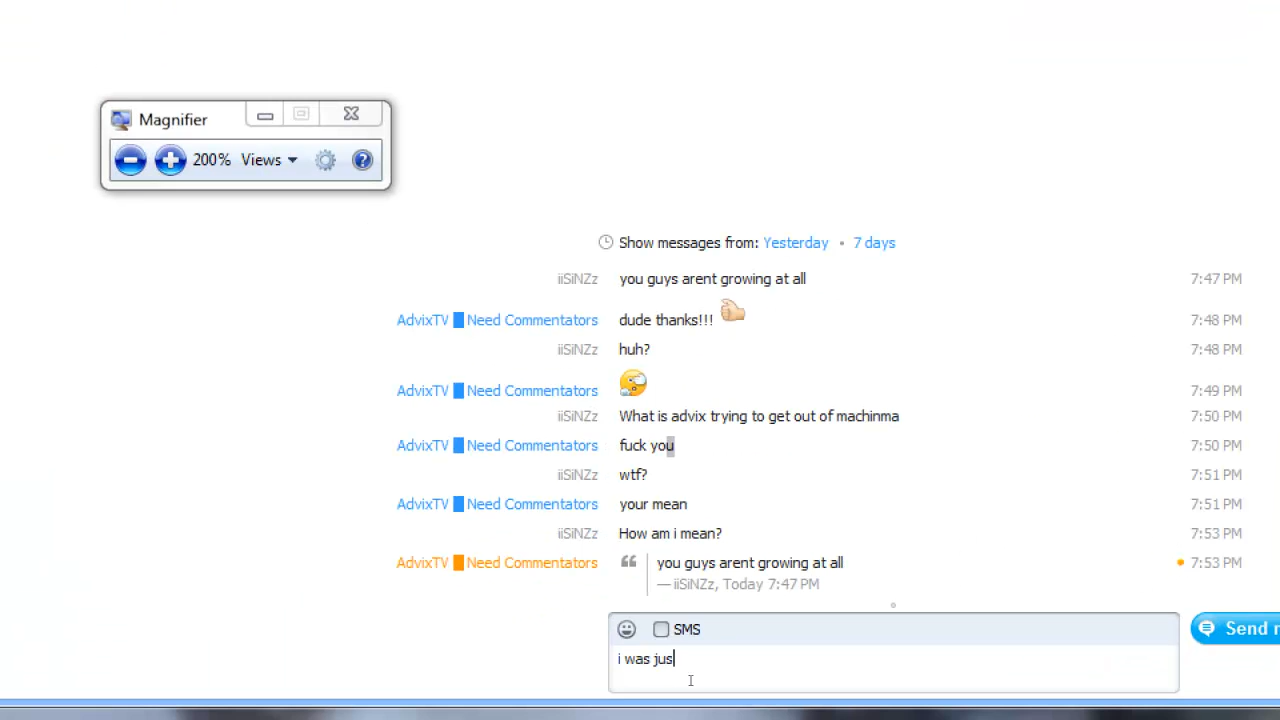 Magnifier
200% Views
Show messages from: Yesterday • 7 days
iiSiNZz you guys arent growing at all 7:47 PM
AdvixTV █ Need Commentators dude thanks!!! 7:48 PM
iiSiNZz huh? 7:48 PM
AdvixTV █ Need Commentators 7:49 PM
iiSiNZz What is advix trying to get out of machinma 7:50 PM
AdvixTV █ Need Commentators fuck you 7:50 PM
iiSiNZz wtf? 7:51 PM
AdvixTV █ Need Commentators your mean 7:51 PM
iiSiNZz How am i mean? 7:53 PM
AdvixTV █ Need Commentators you guys arent growing at all 7:53 PM
— iiSiNZz, Today 7:47 PM
SMS
Send
i was jus